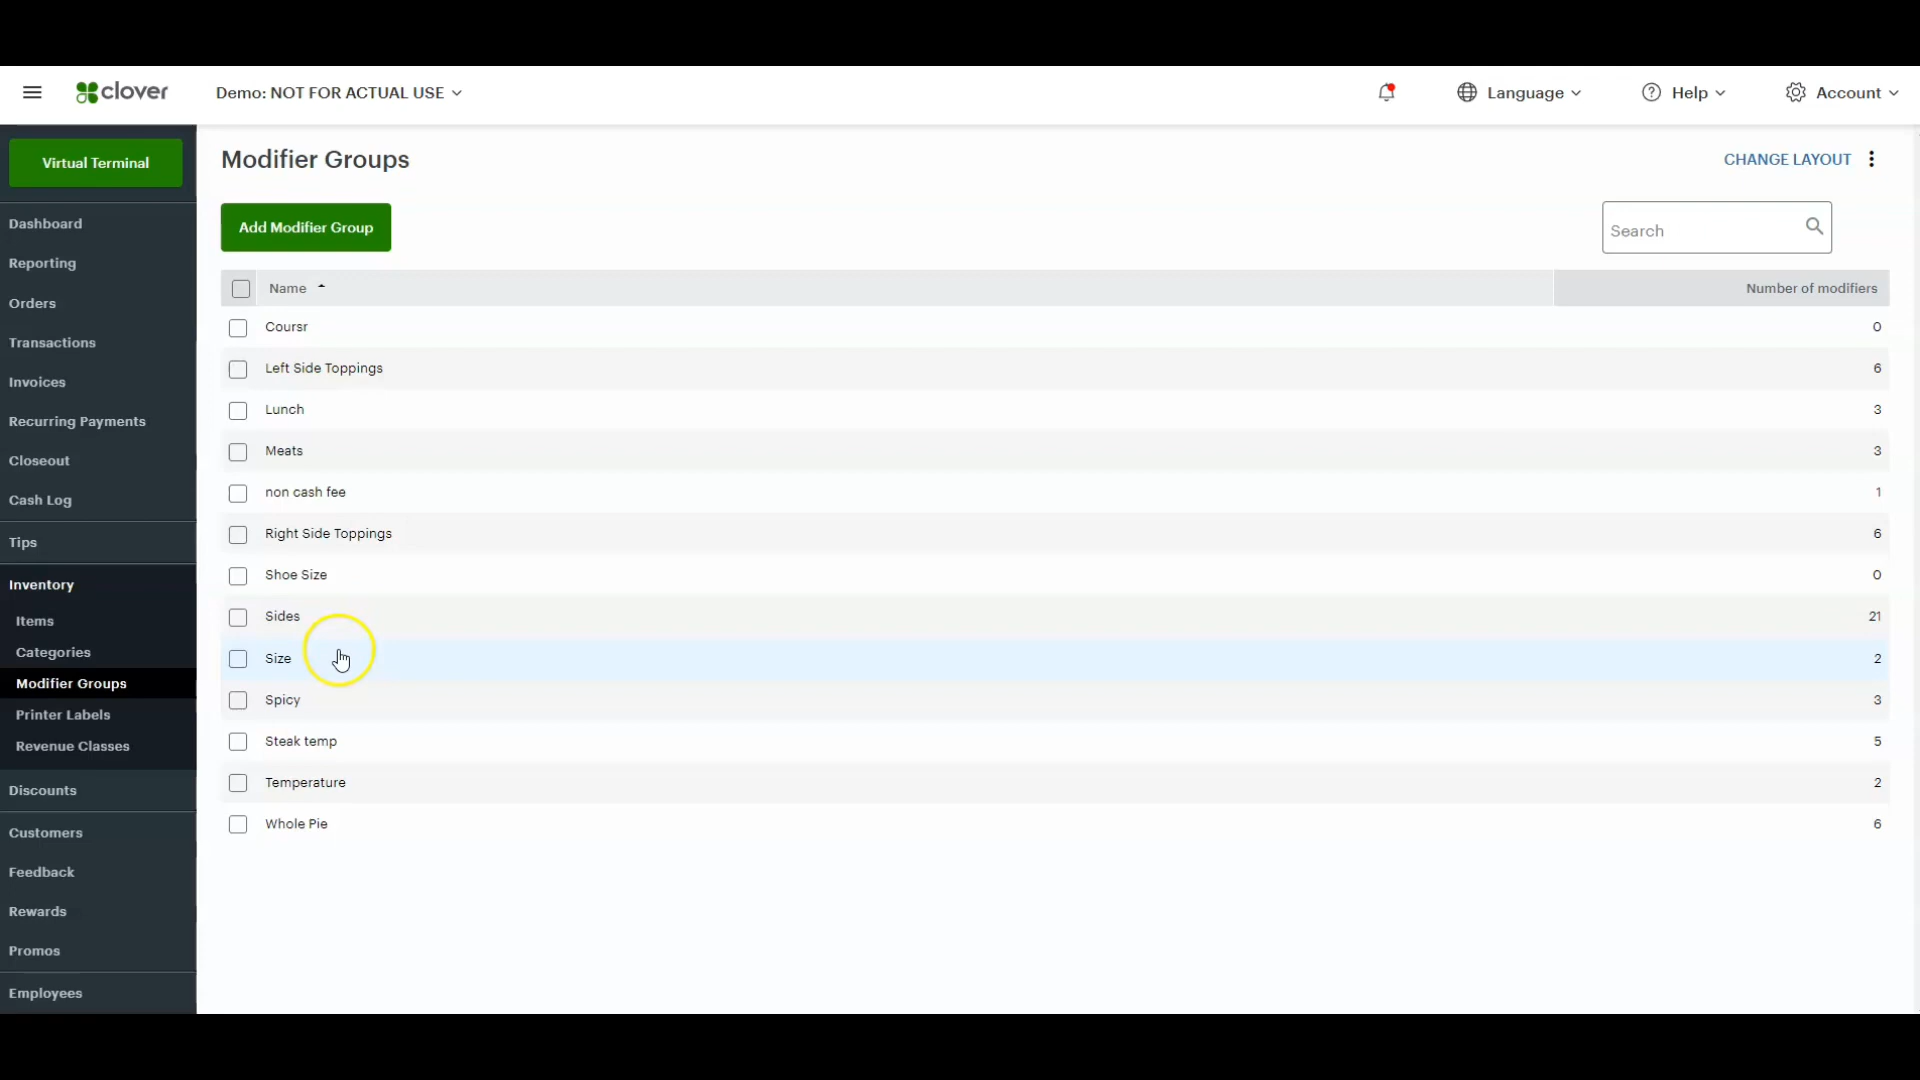 clover
Demo: NOT FOR ACTUAL USE
Language
Help
Account
Virtual Terminal
Dashboard
Reporting
Orders
Transactions
Invoices
Recurring Payments
Closeout
Cash Log
Tips
Inventory
Items
Categories
Modifier Groups
Printer Labels
Revenue Classes
Discounts
Customers
Feedback
Rewards
Promos
Employees
Modifier Groups
CHANGE LAYOUT
Add Modifier Group
Search
Name Number of modifiers
Coursr 0
Left Side Toppings 6
Lunch 3
Meats 3
non cash fee 1
Right Side Toppings 6
Shoe Size 0
Sides 21
Size 2
Spicy 3
Steak temp 5
Temperature 2
Whole Pie 6